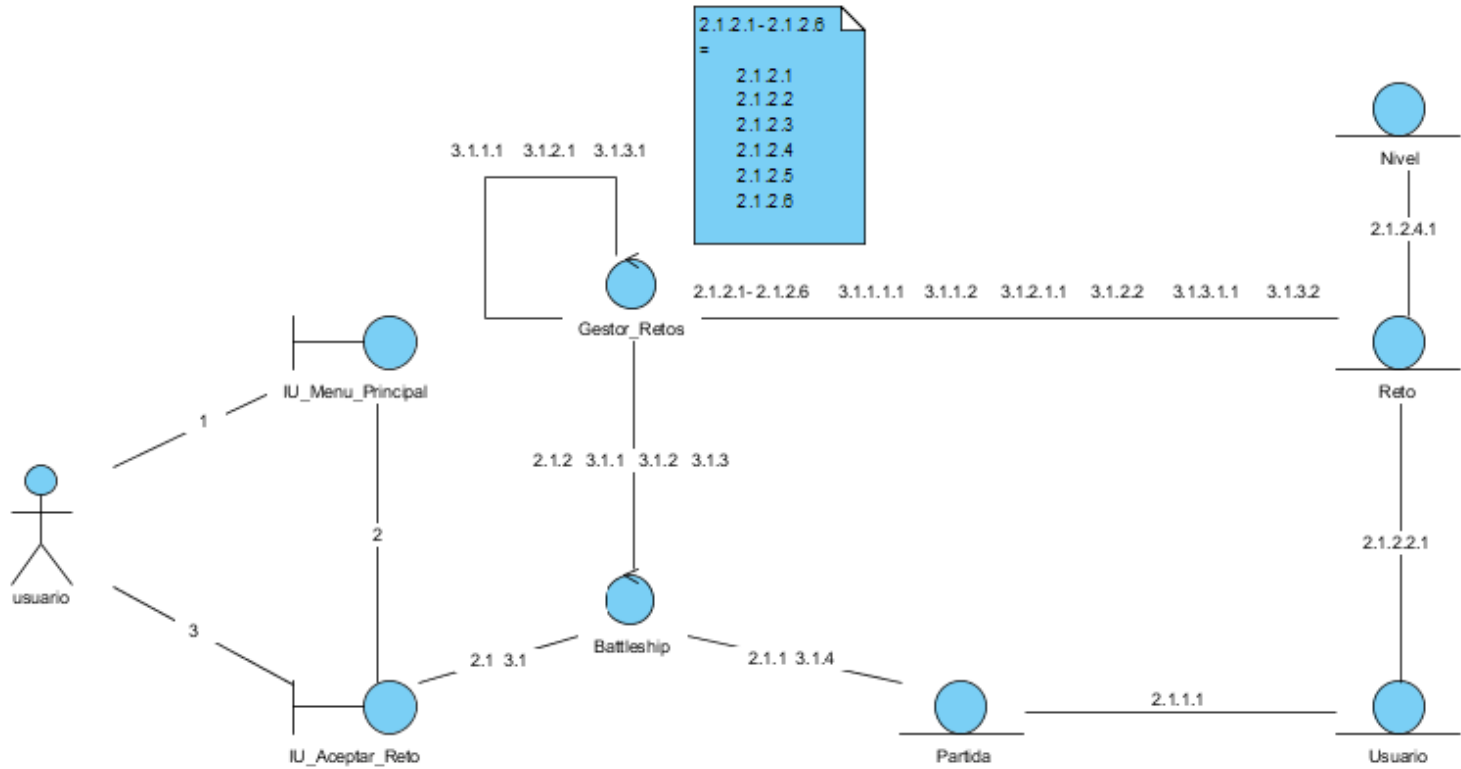 2.1.2.1-2.1.2.6
=
2.1.2.1
2.1.2.2
2.1.2.3
2.1.2.4
2.1.2.5
2.1.2.6
3.1.1.1 3.1.2.1 3.1.3.1
Nivel
2.1.2.4.1
2.1.2.1-2.1.2.6 3.1.1.1.1 3.1.1.2 3.1.2.1.1 3.1.2.2 3.1.3.1.1 3.1.3.2
Gestor_Retos
IU_Menu_Principal
Reto
1
2.1.2 3.1.1 3.1.2 3.1.3
2
2.1.2.2.1
usuario
3
Battleship
2.1 3.1
2.1.1 3.1.4
2.1.1.1
IU_Aceptar_Reto
Partida
Usuario